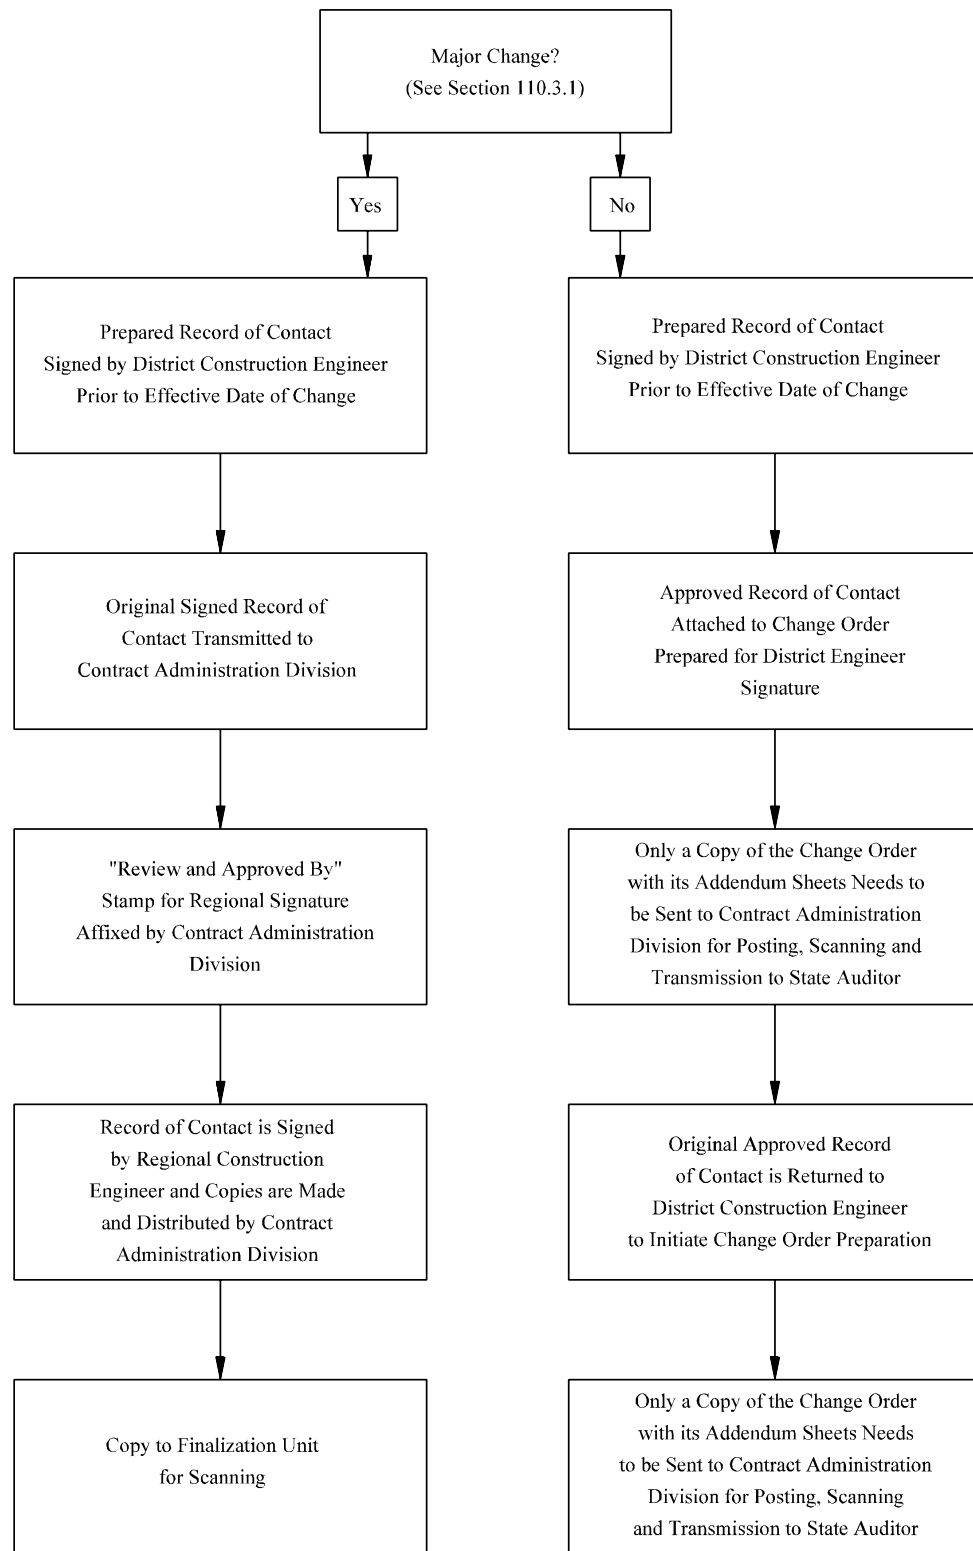 Major Change?
(See Section 110.3.1)
Yes
No
Prepared Record of Contact
Signed by District Construction Engineer
Prior to Effective Date of Change
Prepared Record of Contact
Signed by District Construction Engineer
Prior to Effective Date of Change
Original Signed Record of
Contact Transmitted to
Contract Administration Division
Approved Record of Contact
Attached to Change Order
Prepared for District Engineer
Signature
"Review and Approved By"
Stamp for Regional Signature
Affixed by Contract Administration
Division
Only a Copy of the Change Order
with its Addendum Sheets Needs to
be Sent to Contract Administration
Division for Posting, Scanning and
Transmission to State Auditor
Record of Contact is Signed
by Regional Construction
Engineer and Copies are Made
and Distributed by Contract
Administration Division
Original Approved Record
of Contact is Returned to
District Construction Engineer
to Initiate Change Order Preparation
Copy to Finalization Unit
for Scanning
Only a Copy of the Change Order
with its Addendum Sheets Needs
to be Sent to Contract Administration
Division for Posting, Scanning
and Transmission to State Auditor